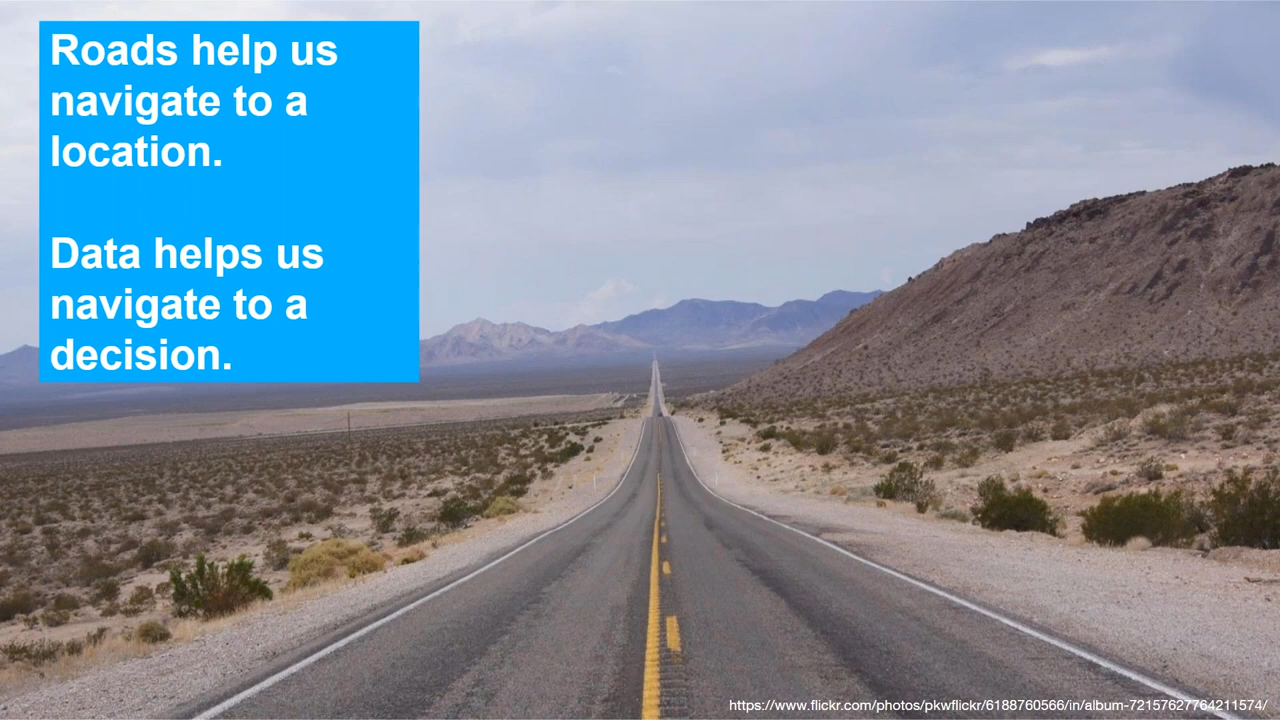 Roads help us
navigate to a
location.
Data helps us
navigate to a
decision.
https://www.flickr.com/photos/pkwflickr/6188760566/in/album-72157627764211574/